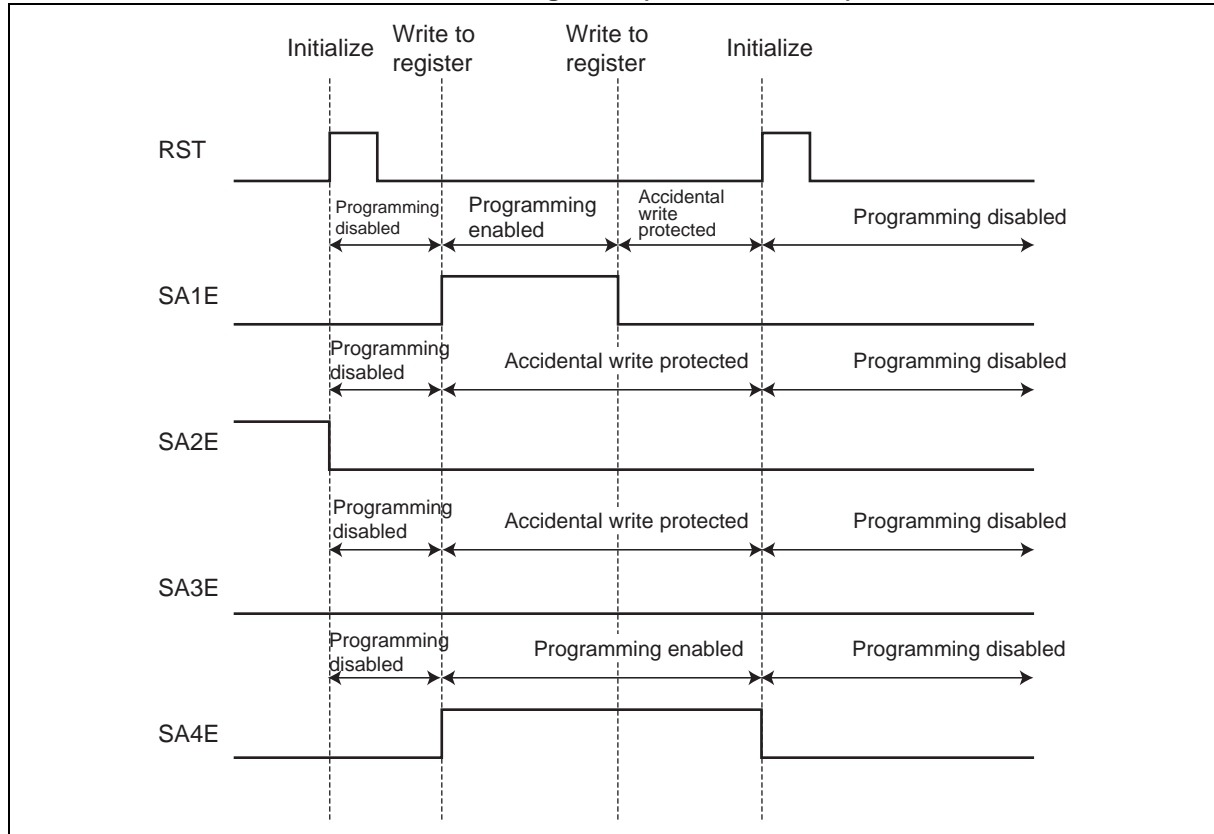 Initialize
Write to
register
Write to
register
Initialize
RST
Programming
disabled
Programming
enabled
Accidental
write
protected
Programming disabled
SA1E
Programming
disabled
Accidental write protected
Programming disabled
SA2E
Programming
disabled
Accidental write protected
Programming disabled
SA3E
Programming
disabled
Programming enabled
Programming disabled
SA4E